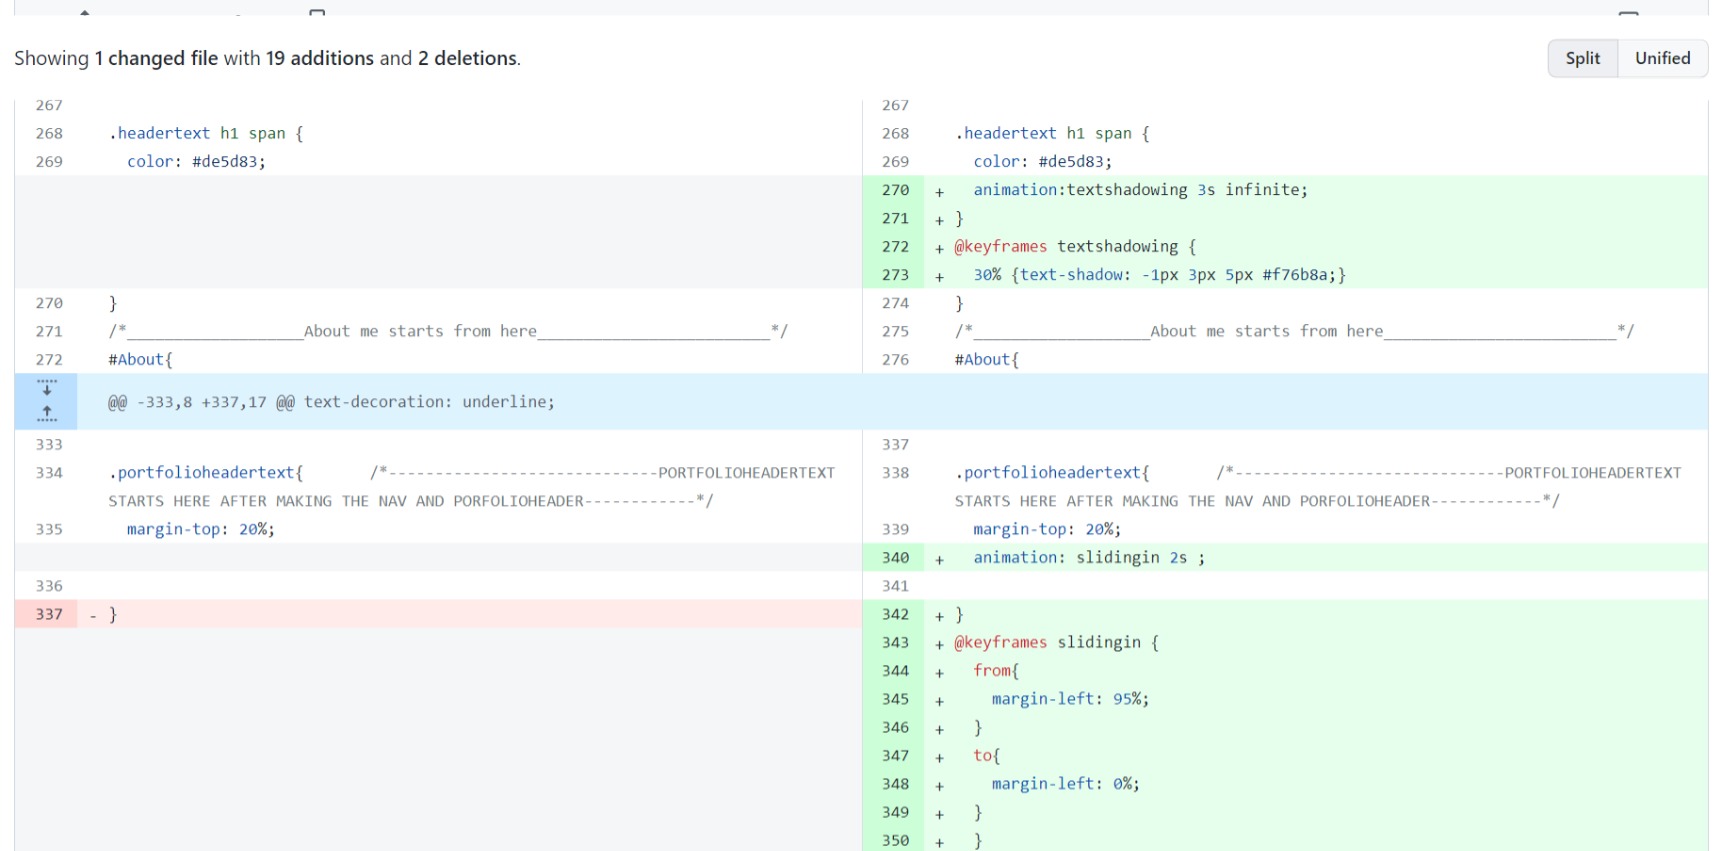 Showing 1 changed file with 19 additions and 2 deletions.
Split Unified
267 267
268 .headertext h1 span { 268 .headertext h1 span {
269 color: #de5d83; 269 color: #de5d83;
270 + animation:textshadowing 3s infinite;
271 + }
272 + @keyframes textshadowing {
273 + 30% {text-shadow: -1px 3px 5px #f76b8a;}
270 } 274 }
271 /*___________________About me starts from here_________________________*/ 275 /*___________________About me starts from here_________________________*/
272 #About{ 276 #About{
@@ -333,8 +337,17 @@ text-decoration: underline;
333 337
334 .portfolioheadertext{ /*-----------------------------PORTFOLIOHEADERTEXT 338 .portfolioheadertext{ /*-----------------------------PORTFOLIOHEADERTEXT
STARTS HERE AFTER MAKING THE NAV AND PORFOLIOHEADER------------*/ STARTS HERE AFTER MAKING THE NAV AND PORFOLIOHEADER------------*/
335 margin-top: 20%; 339 margin-top: 20%;
340 + animation: slidingin 2s ;
336 341
337 - } 342 + }
343 + @keyframes slidingin {
344 + from{
345 + margin-left: 95%;
346 + }
347 + to{
348 + margin-left: 0%;
349 + }
350 + }